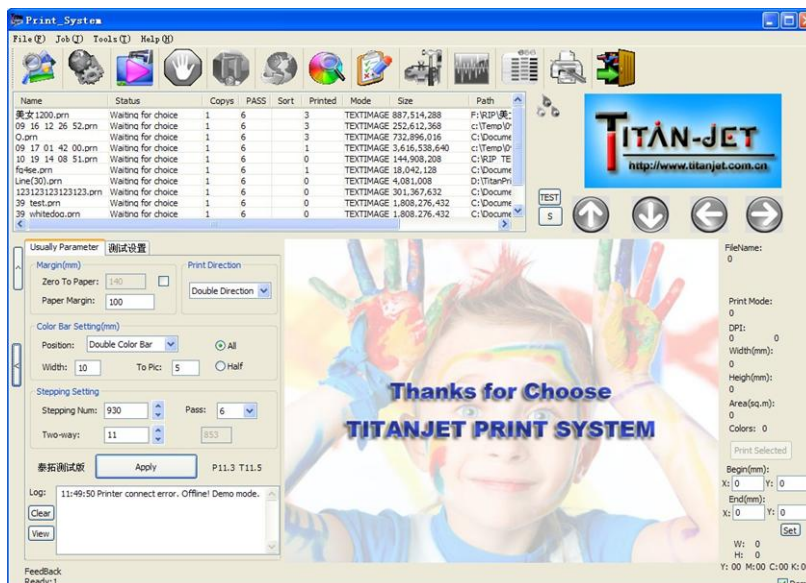 Print_System
File(F) Job(J) Tools(T) Help(H)
Name Status Copys PASS Sort Printed Mode Size Path
美女1200.prn Waiting for choice 1 6 3 TEXTIMAGE 887,514,288 F:\RIP\美
09 16 12 26 52.prn Waiting for choice 1 6 3 TEXTIMAGE 252,612,368 c:\Temp\0
O.prn Waiting for choice 1 6 3 TEXTIMAGE 732,896,016 C:\Docume
09 17 01 42 00.prn Waiting for choice 1 6 1 TEXTIMAGE 3,616,538,640 c:\Temp\0
10 19 14 08 51.prn Waiting for choice 1 6 0 TEXTIMAGE 144,908,208 C:\RIP TE
fq4se.prn Waiting for choice 1 6 1 TEXTIMAGE 18,042,128 C:\Docume
Line(30).prn Waiting for choice 1 6 0 TEXTIMAGE 4,081,008 D:\TitanPri
123123123123123.prn Waiting for choice 1 6 0 TEXTIMAGE 301,367,632 C:\Docume
39 test.prn Waiting for choice 1 6 0 TEXTIMAGE 1,808,276,432 C:\Docume
39 whitedog.prn Waiting for choice 1 6 0 TEXTIMAGE 1,808,276,432 C:\Docume
TITAN-JET
http://www.titanjet.com.cn
TEST
S
Usually Parameter 测试设置
Margin(mm)
Zero To Paper: 140
Paper Margin: 100
Print Direction
Double Direction
Color Bar Setting(mm)
Position: Double Color Bar All
Width: 10 To Pic: 5 Half
Stepping Setting
Stepping Num: 930 Pass: 6
Two-way: 11 853
泰拓测试版 Apply P11.3 T11.5
Log: 11:49:50 Printer connect error. Offline! Demo mode.
Clear
View
FeedBack
Ready:1
Thanks for Choose
TITANJET PRINT SYSTEM
FileName:
0
Print Mode:
0
DPI:
0 0
Width(mm):
0
Heigh(mm):
0
Area(sq.m):
0
Colors: 0
Print Selected
Begin(mm):
X: 0 Y: 0
End(mm):
X: 0 Y: 0
Set
W: 0
H: 0
Y: 00 M:00 C:00 K:0